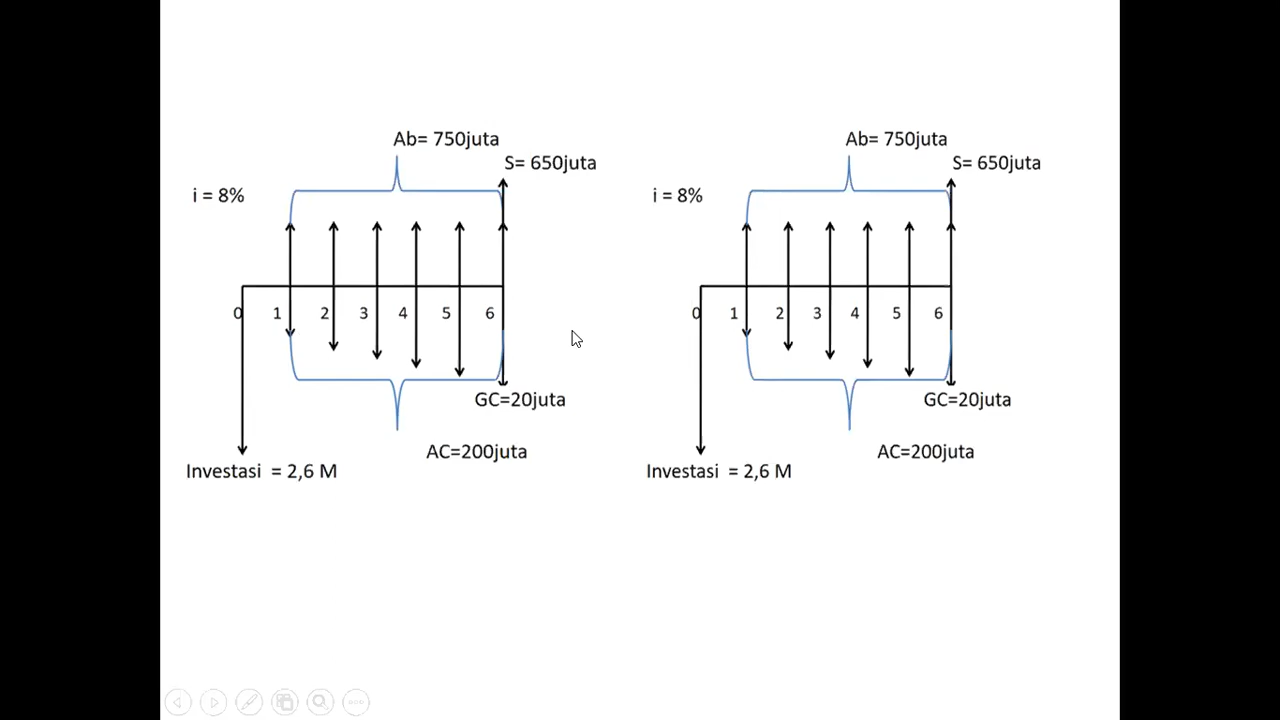 Ab= 750juta
S= 650juta
i = 8%
0 1 2 3 4 5 6
GC=20juta
AC=200juta
Investasi = 2,6 M
Ab= 750juta
S= 650juta
i = 8%
0 1 2 3 4 5 6
GC=20juta
AC=200juta
Investasi = 2,6 M